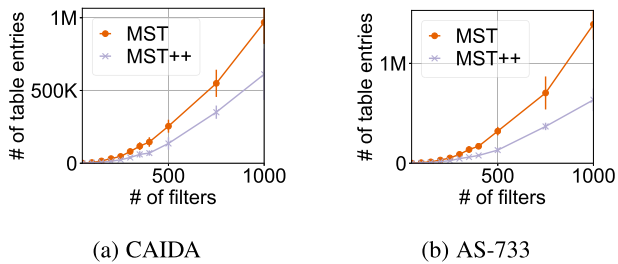 # of table entries
1M
500K
0
MST
MST++
500
1000
# of filters
(a) CAIDA
# of table entries
1M
0
MST
MST++
500
1000
# of filters
(b) AS-733